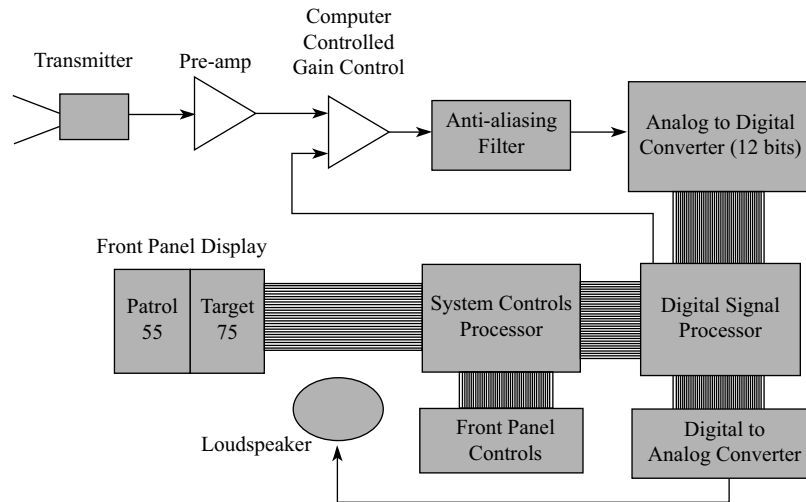 Computer
Controlled
Gain Control
Transmitter
Pre-amp
Anti-aliasing
Filter
Analog to Digital
Converter (12 bits)
Front Panel Display
Patrol
55
Target
75
System Controls
Processor
Digital Signal
Processor
Loudspeaker
Front Panel
Controls
Digital to
Analog Converter